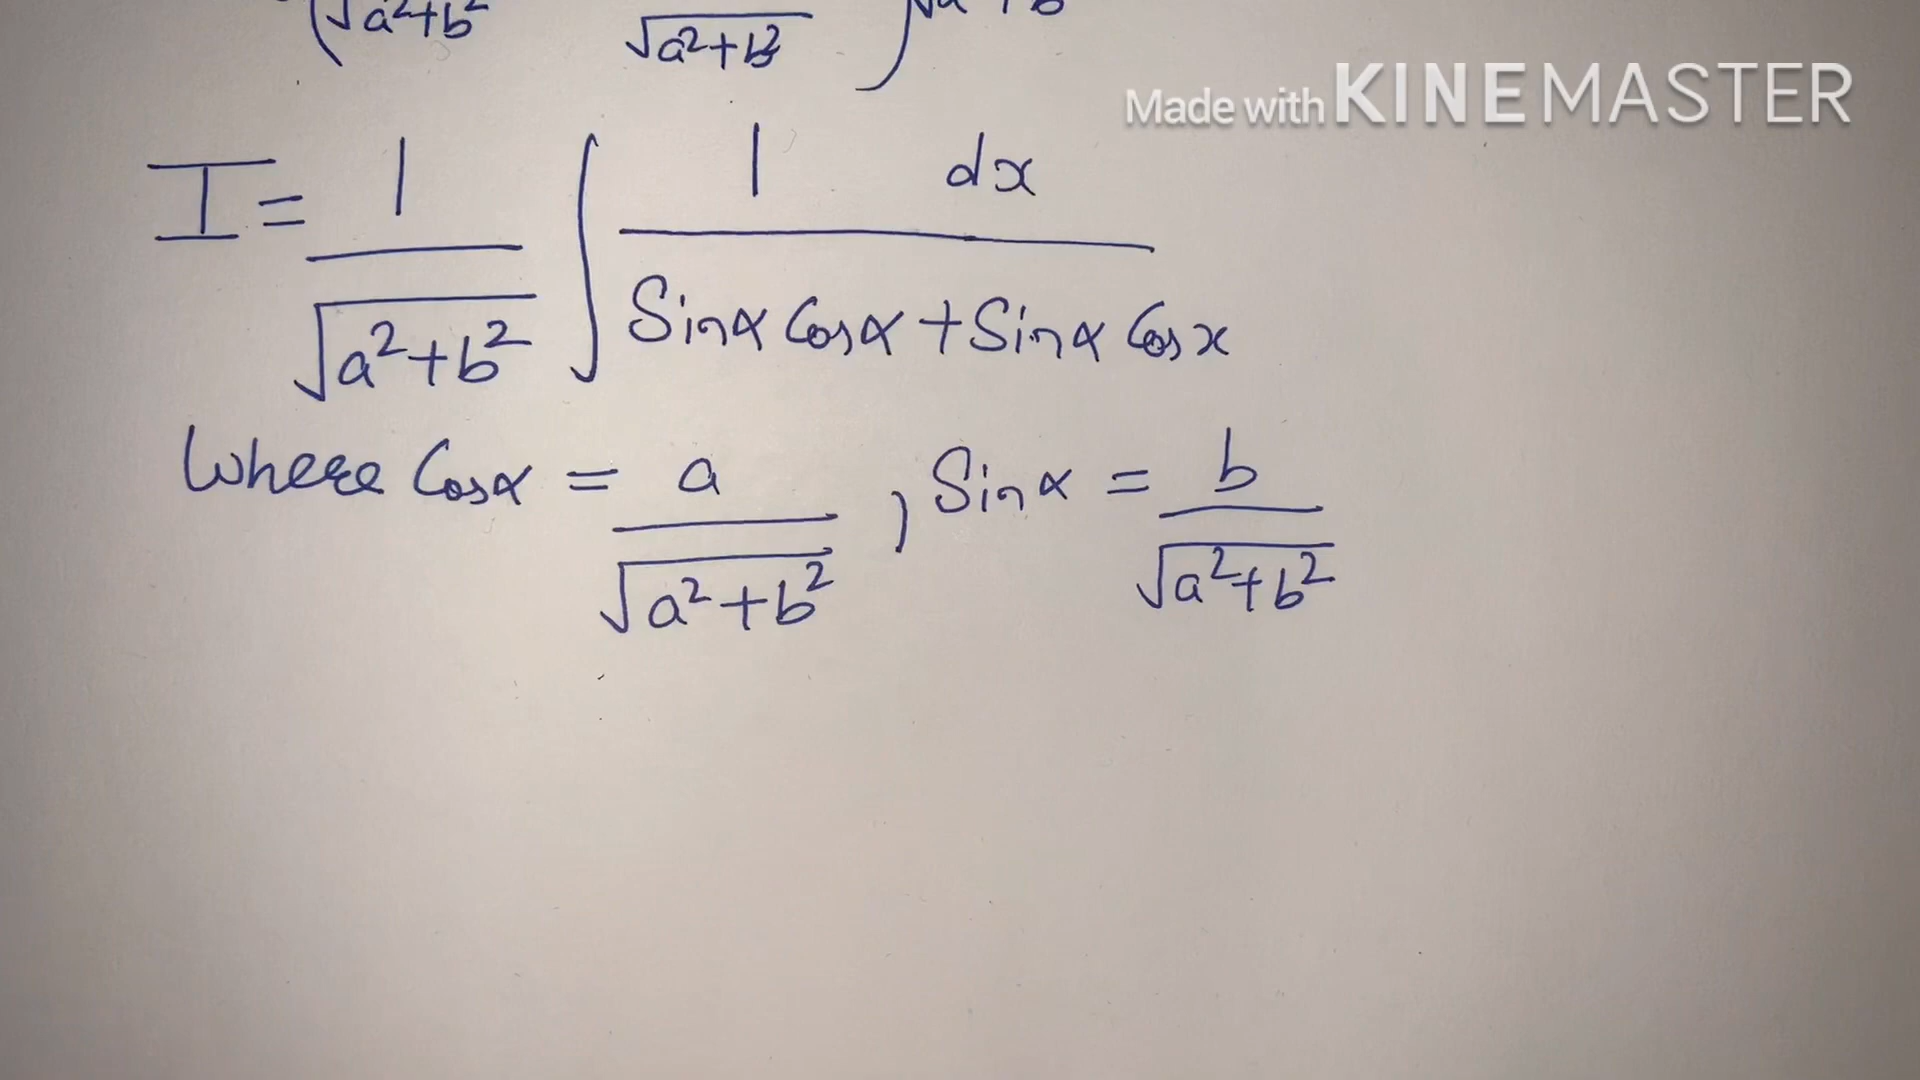 √a²+b² √a²+b²
Made with KINEMASTER
I = 1/√a²+b² ∫ 1 dx / Sinα Cosα + Sinα Cos x
Where Cosα = a/√a²+b² , Sinα = b/√a²+b²